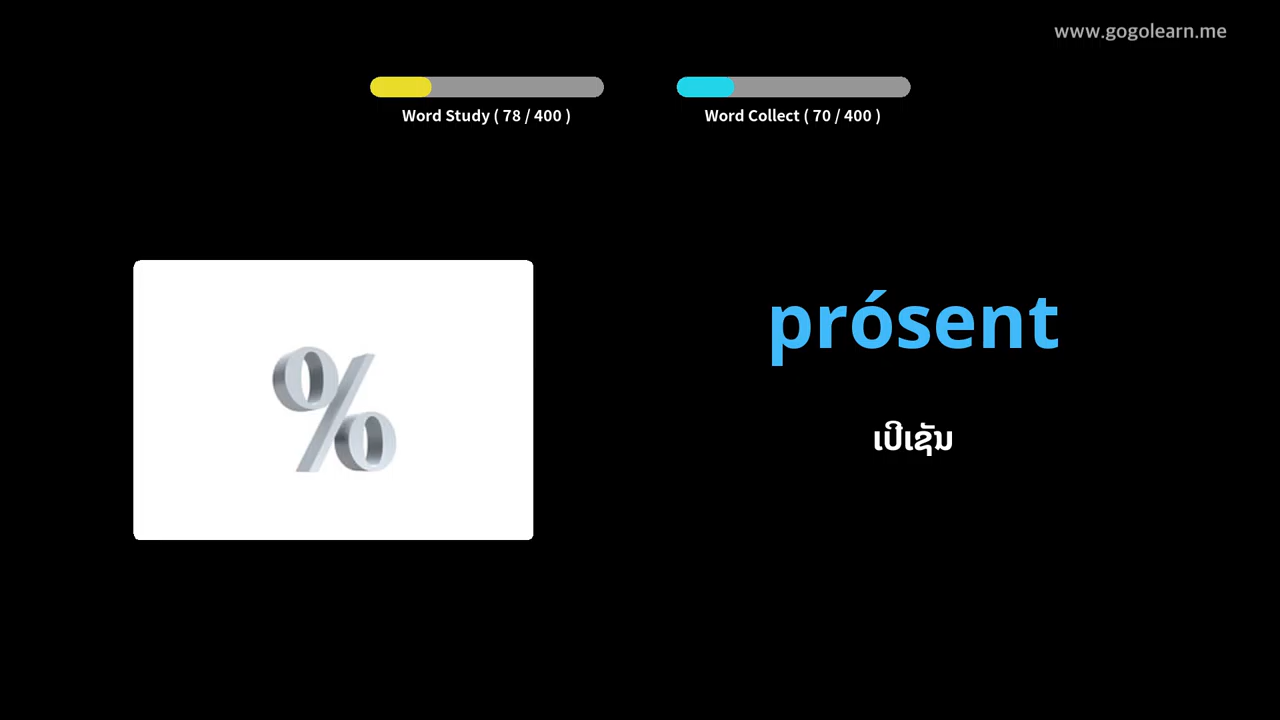 www.gogolearn.me
Word Study ( 78 / 400 )
Word Collect ( 70 / 400 )
%
prósent
ເປີເຊັນ